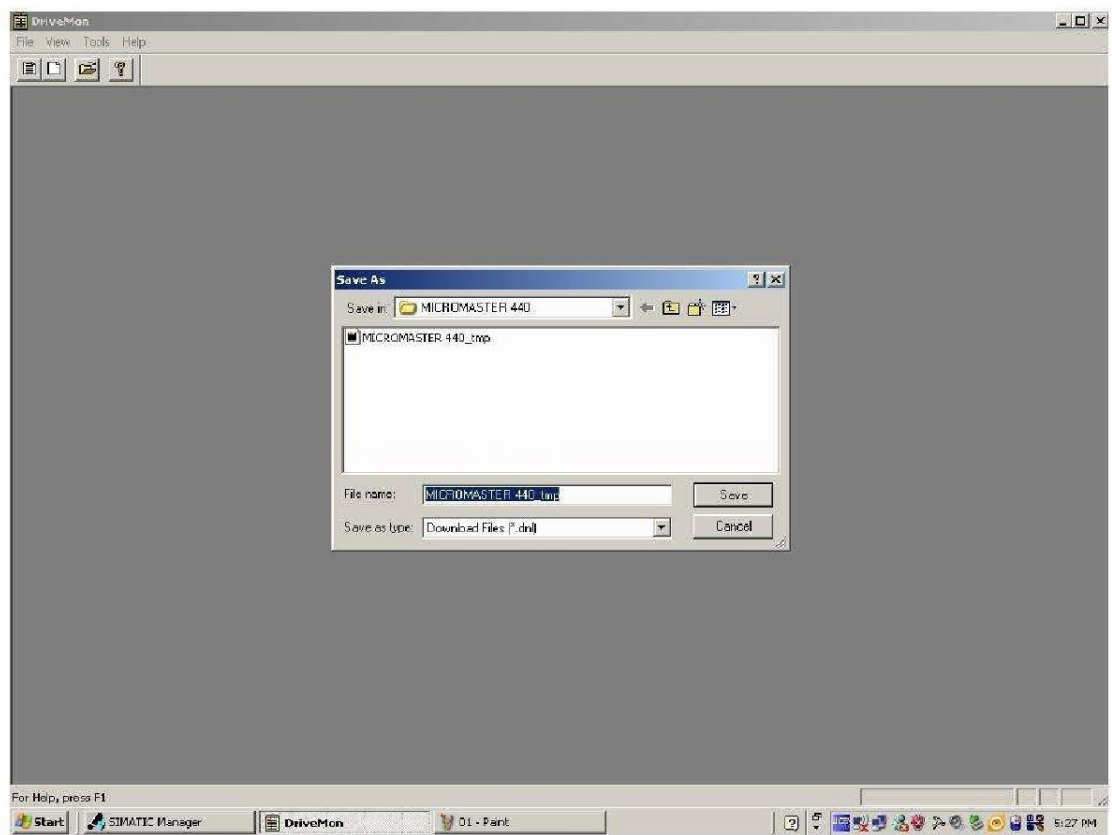 DriveMon
File View Tools Help
Save As
Save in: MICROMASTER 440
MICROMASTER 440_tmp
File name: MICROMASTER 440_tmp Save
Save as type: Download Files (*.dnl) Cancel
For Help, press F1
Start SIMATIC Manager DriveMon 01 - Paint 5:27 PM